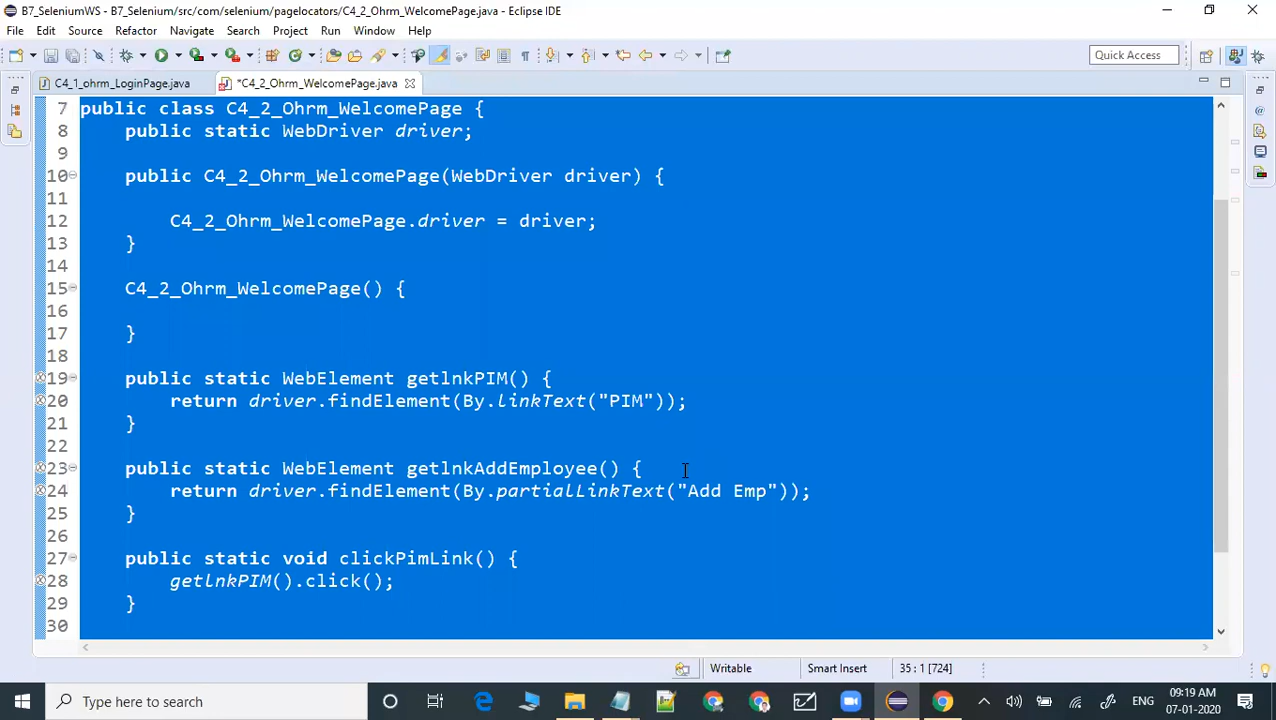 B7_SeleniumWS - B7_Selenium/src/com/selenium/pagelocators/C4_2_Ohrm_WelcomePage.java - Eclipse IDE
File Edit Source Refactor Navigate Search Project Run Window Help
Quick Access
C4_1_ohrm_LoginPage.java *C4_2_Ohrm_WelcomePage.java
7 public class C4_2_Ohrm_WelcomePage {
8 public static WebDriver driver;
9
10 public C4_2_Ohrm_WelcomePage(WebDriver driver) {
11
12 C4_2_Ohrm_WelcomePage.driver = driver;
13 }
14
15 C4_2_Ohrm_WelcomePage() {
16
17 }
18
19 public static WebElement getlnkPIM() {
20 return driver.findElement(By.linkText("PIM"));
21 }
22
23 public static WebElement getlnkAddEmployee() {
24 return driver.findElement(By.partialLinkText("Add Emp"));
25 }
26
27 public static void clickPimLink() {
28 getlnkPIM().click();
29 }
30
Writable Smart Insert 35 : 1 [724]
Type here to search
ENG
09:19 AM
07-01-2020